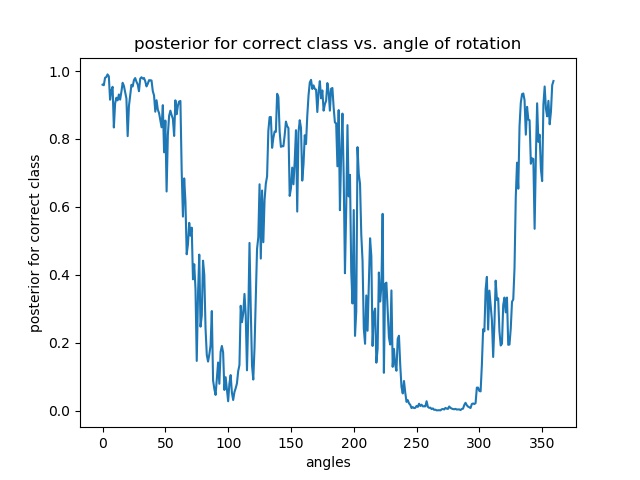 posterior for correct class vs. angle of rotation
1.0
0.8
0.6
0.4
0.2
0.0
posterior for correct class
0 50 100 150 200 250 300 350
angles